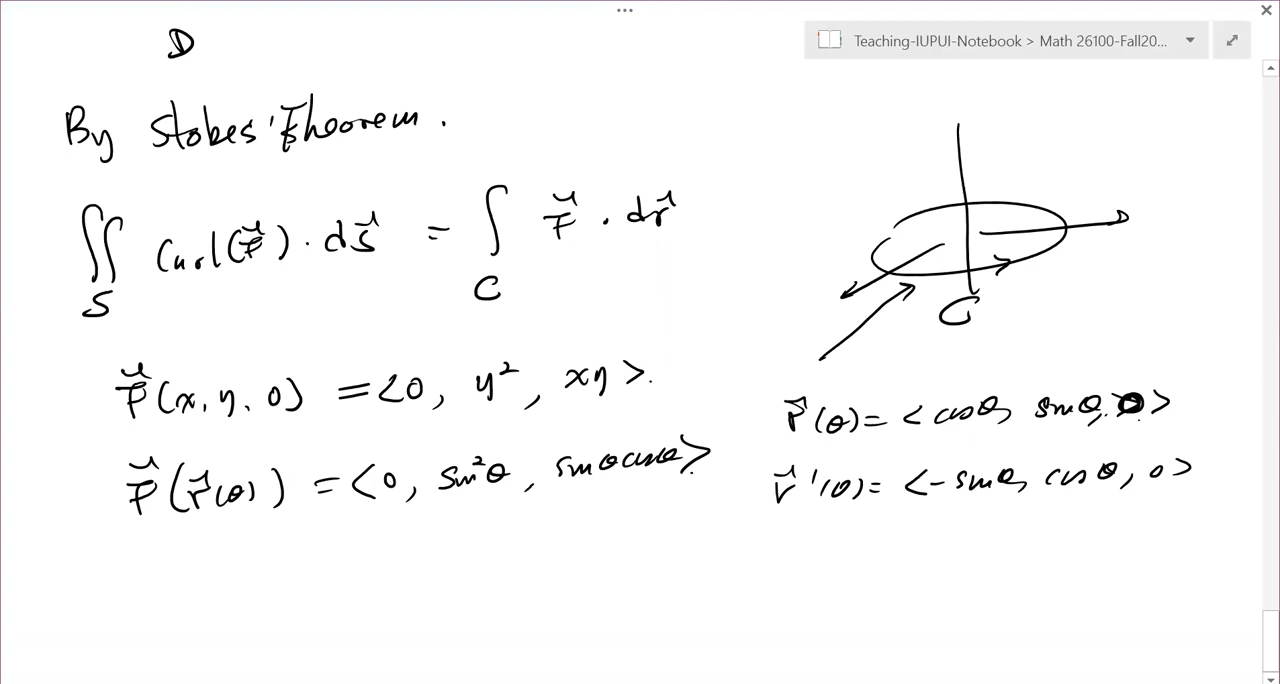 Teaching-IUPUI-Notebook > Math 26100-Fall20...
D
By Stokes' Theorem.
∬_S Curl(F⃗) · dS⃗ = ∫_C F⃗ · dr⃗
C
F⃗(x, y, 0) = <0, y², xy>.
r⃗(θ) = <cosθ, sinθ, 0>
F⃗(r⃗(θ)) = <0, sin²θ, sinθcosθ>
r⃗'(θ) = <-sinθ, cosθ, 0>